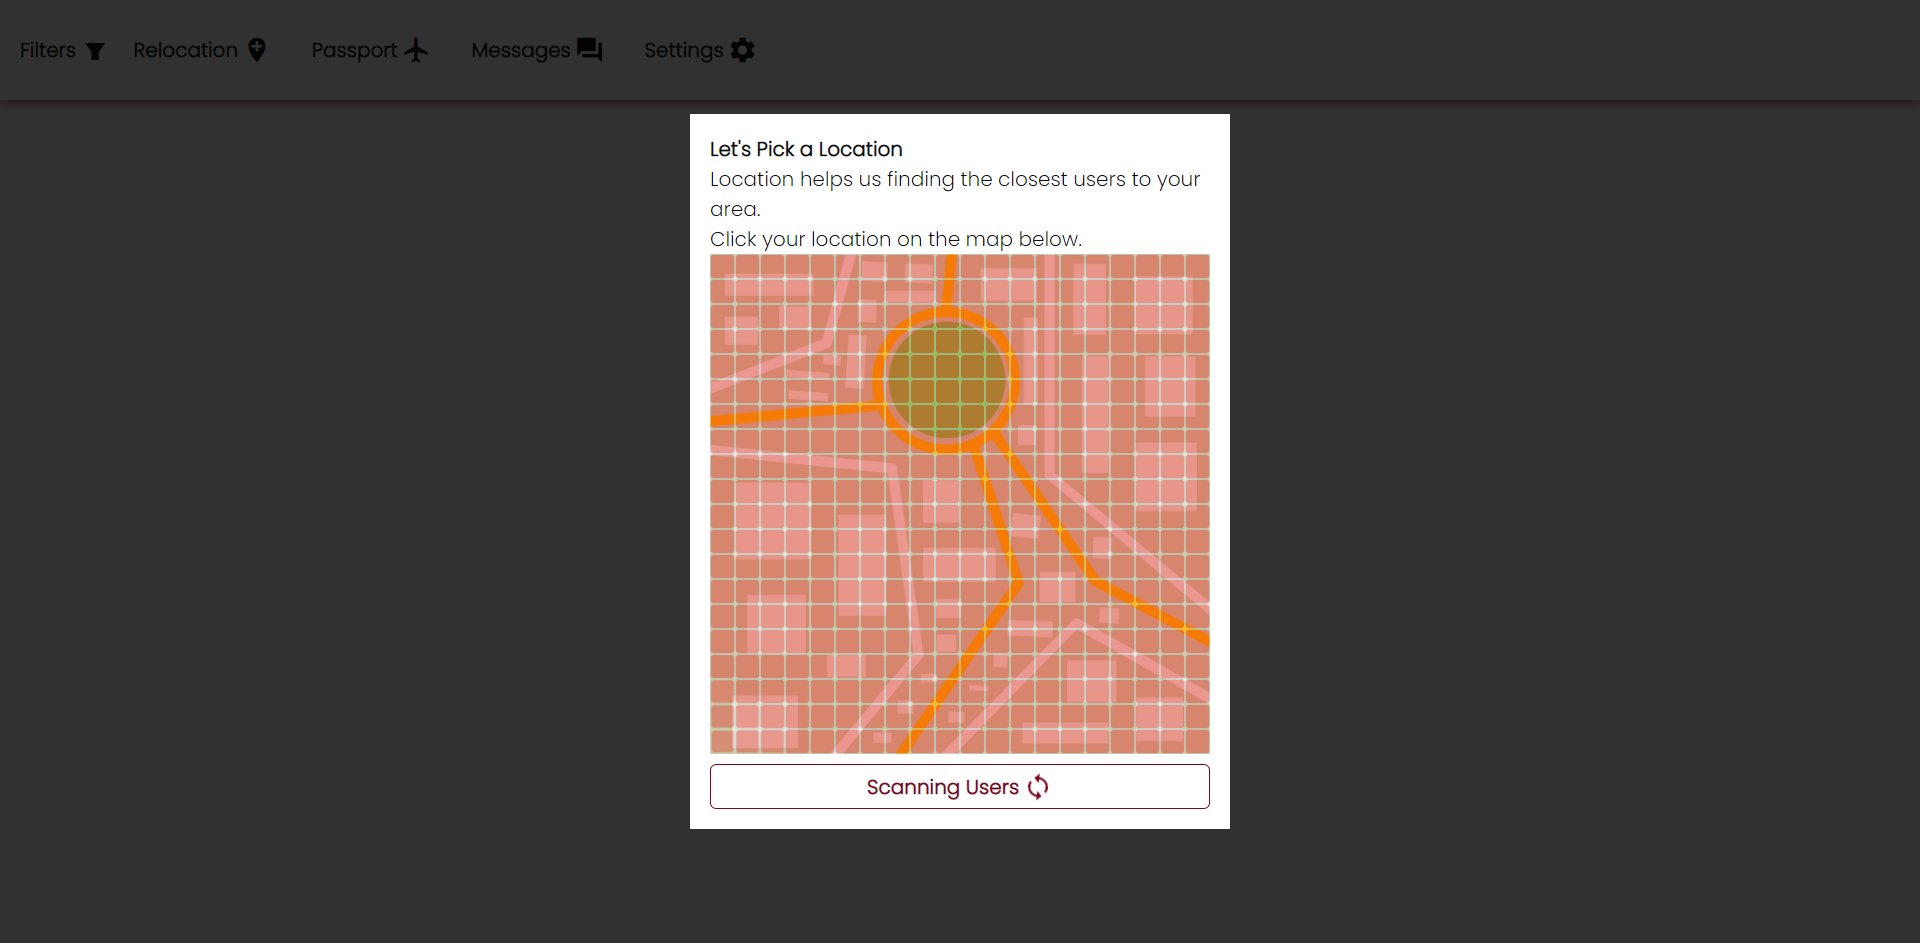 Filters Relocation Passport Messages Settings
Let's Pick a Location
Location helps us finding the closest users to your
area.
Click your location on the map below.
Scanning Users